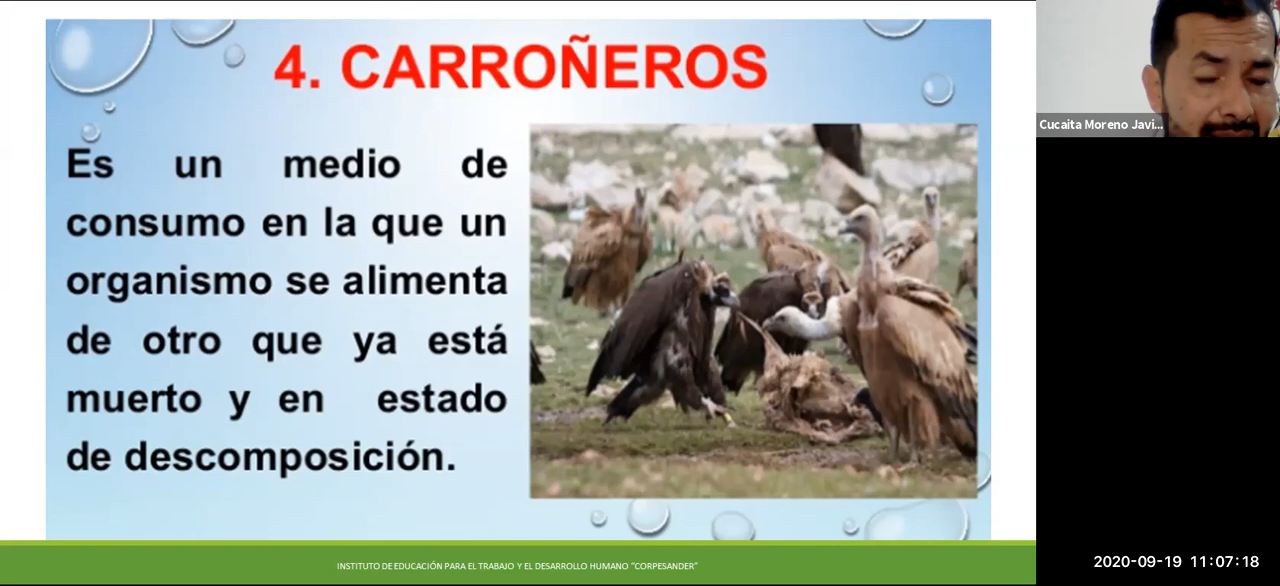 4. CARROÑEROS
Es un medio de
consumo en la que un
organismo se alimenta
de otro que ya está
muerto y en estado
de descomposición.
INSTITUTO DE EDUCACIÓN PARA EL TRABAJO Y EL DESARROLLO HUMANO "CORPESANDER"
Cucaita Moreno Javi...
2020-09-19 11:07:18